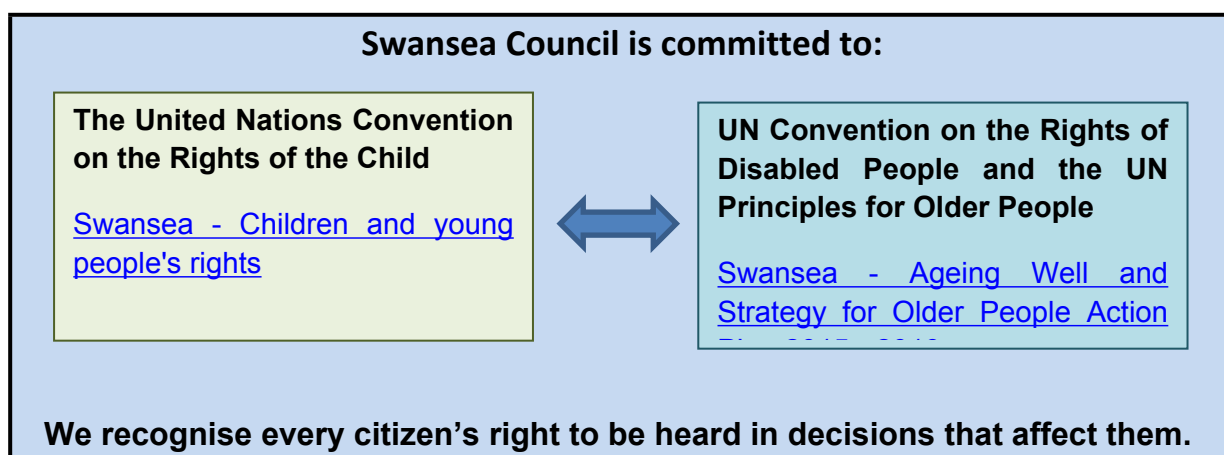 Swansea Council is committed to:
The United Nations Convention
on the Rights of the Child
Swansea - Children and young
people's rights
UN Convention on the Rights of
Disabled People and the UN
Principles for Older People
Swansea - Ageing Well and
Strategy for Older People Action
We recognise every citizen’s right to be heard in decisions that affect them.